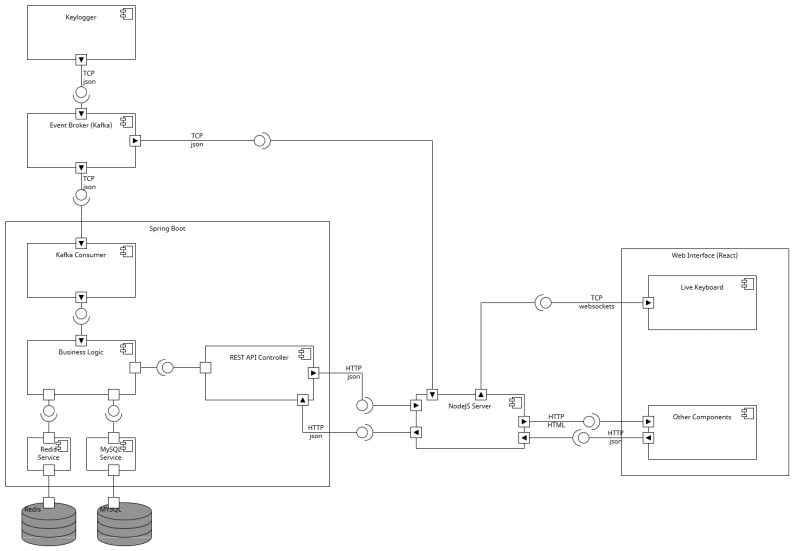 Keylogger
TCP
json
Event Broker (Kafka)
TCP
json
TCP
json
Spring Boot
Kafka Consumer
Web Interface (React)
Live Keyboard
TCP
websockets
Business Logic
REST API Controller
HTTP
json
NodeJS Server
Other Components
HTTP
HTML
HTTP
json
HTTP
json
Redis
Service
MySQL
Service
Redis
MYSQL